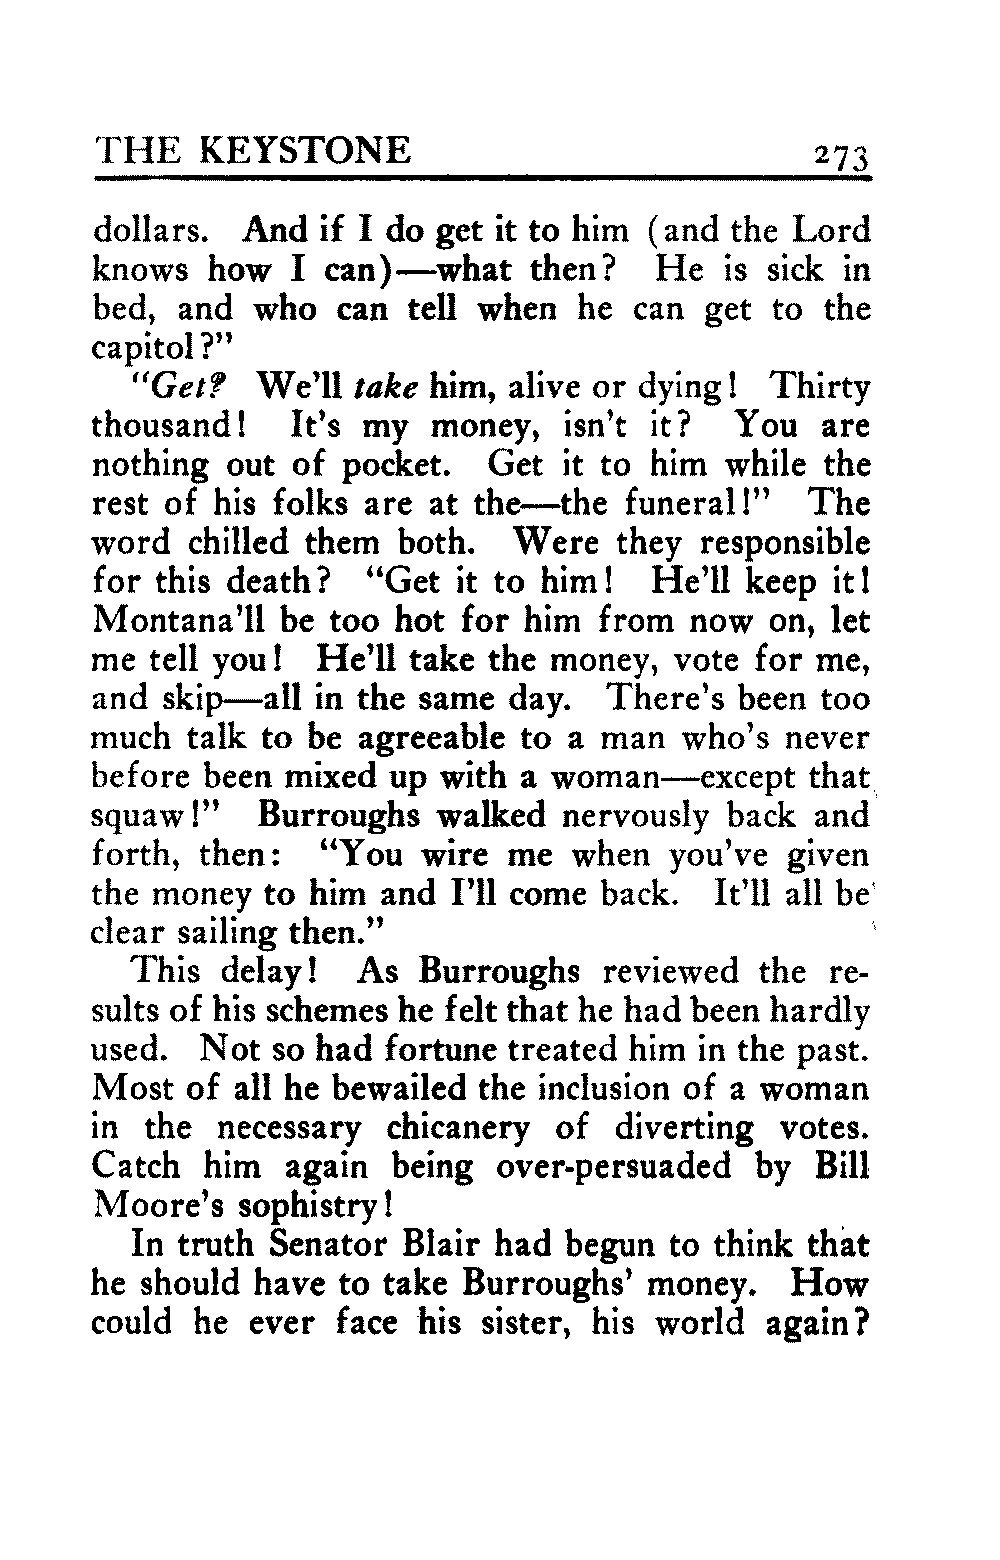 THE KEYSTONE 273
dollars. And if I do get it to him (and the Lord
knows how I can)—what then? He is sick in
bed, and who can tell when he can get to the
capitol?"
"Get? We'll take him, alive or dying! Thirty
thousand! It's my money, isn't it? You are
nothing out of pocket. Get it to him while the
rest of his folks are at the—the funeral!" The
word chilled them both. Were they responsible
for this death? "Get it to him! He'll keep it!
Montana'll be too hot for him from now on, let
me tell you! He'll take the money, vote for me,
and skip—all in the same day. There's been too
much talk to be agreeable to a man who's never
before been mixed up with a woman—except that
squaw!" Burroughs walked nervously back and
forth, then: "You wire me when you've given
the money to him and I'll come back. It'll all be
clear sailing then."
This delay! As Burroughs reviewed the re-
sults of his schemes he felt that he had been hardly
used. Not so had fortune treated him in the past.
Most of all he bewailed the inclusion of a woman
in the necessary chicanery of diverting votes.
Catch him again being over-persuaded by Bill
Moore's sophistry!
In truth Senator Blair had begun to think that
he should have to take Burroughs' money. How
could he ever face his sister, his world again?